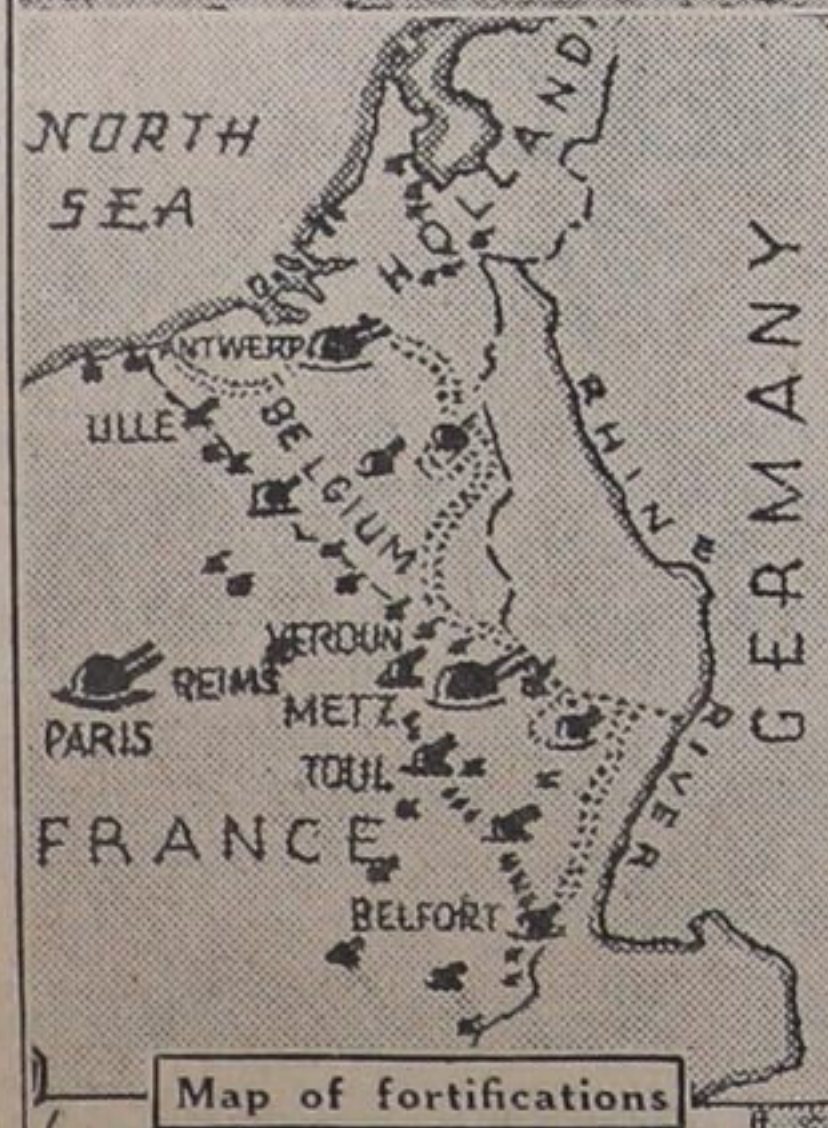 NORTH
SEA
HOLLAND
ANTWERP
LILLE
BELGIUM
RHINE
GERMANY
VERDUN
REIMS
METZ
PARIS
TOUL
RIVER
FRANCE
BELFORT
Map of fortifications